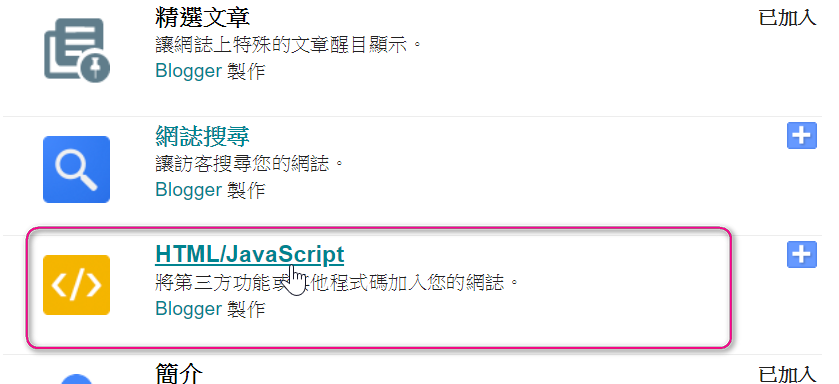 精選文章
已加入
讓網誌上特殊的文章醒目顯示。
Blogger 製作
網誌搜尋
讓訪客搜尋您的網誌。
Blogger 製作
HTML/JavaScript
將第三方功能或其他程式碼加入您的網誌。
Blogger 製作
簡介
已加入